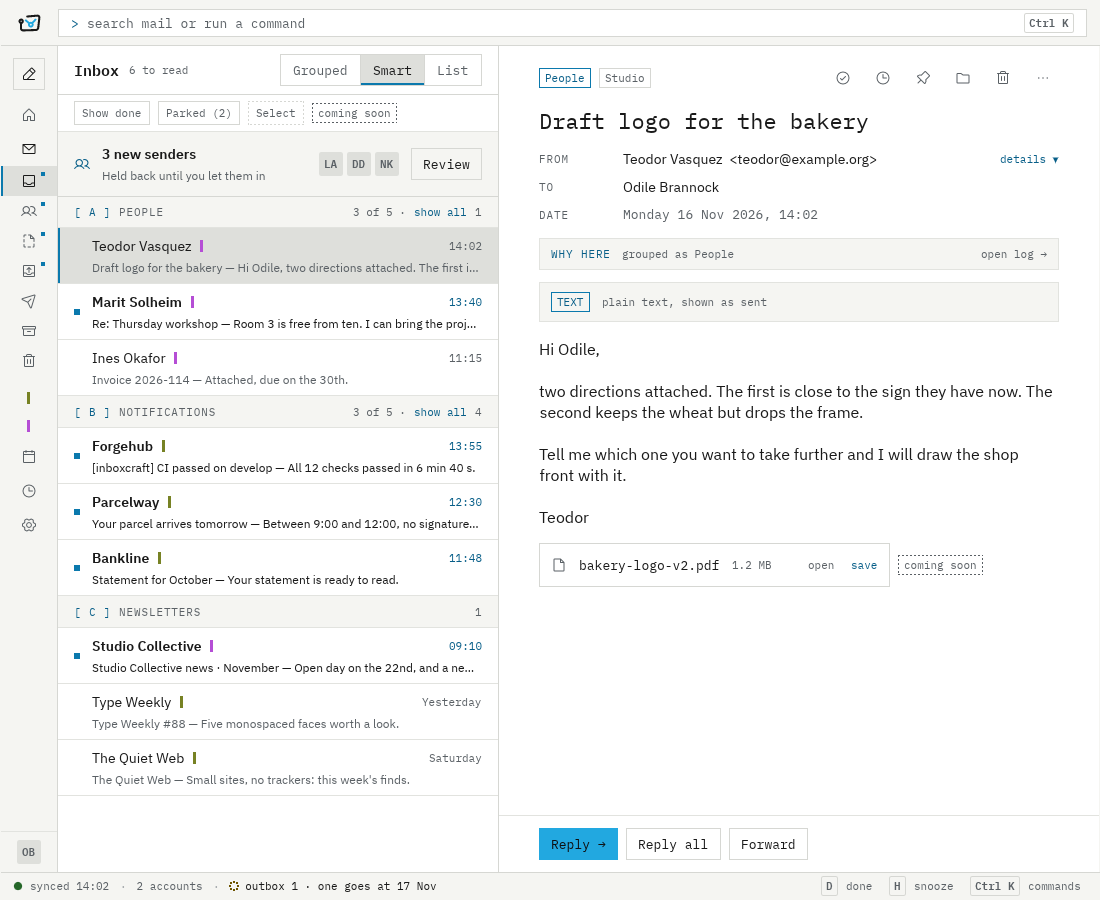 > search mail or run a command Ctrl K
Inbox 6 to read Grouped Smart List
Show done Parked (2) Select coming soon
3 new senders
Held back until you let them in
LA DD NK Review
[ A ] PEOPLE 3 of 5 · show all 1
Teodor Vasquez 14:02
Draft logo for the bakery — Hi Odile, two directions attached. The first i…
Marit Solheim 13:40
Re: Thursday workshop — Room 3 is free from ten. I can bring the proj…
Ines Okafor 11:15
Invoice 2026-114 — Attached, due on the 30th.
[ B ] NOTIFICATIONS 3 of 5 · show all 4
Forgehub 13:55
[inboxcraft] CI passed on develop — All 12 checks passed in 6 min 40 s.
Parcelway 12:30
Your parcel arrives tomorrow — Between 9:00 and 12:00, no signature…
Bankline 11:48
Statement for October — Your statement is ready to read.
[ C ] NEWSLETTERS 1
Studio Collective 09:10
Studio Collective news · November — Open day on the 22nd, and a ne…
Type Weekly Yesterday
Type Weekly #88 — Five monospaced faces worth a look.
The Quiet Web Saturday
The Quiet Web — Small sites, no trackers: this week's finds.
People Studio
Draft logo for the bakery
FROM Teodor Vasquez <teodor@example.org> details ▾
TO Odile Brannock
DATE Monday 16 Nov 2026, 14:02
WHY HERE grouped as People open log →
TEXT plain text, shown as sent
Hi Odile,
two directions attached. The first is close to the sign they have now. The
second keeps the wheat but drops the frame.
Tell me which one you want to take further and I will draw the shop
front with it.
Teodor
bakery-logo-v2.pdf 1.2 MB open save coming soon
Reply → Reply all Forward
OB
synced 14:02 · 2 accounts · outbox 1 · one goes at 17 Nov
D done H snooze Ctrl K commands